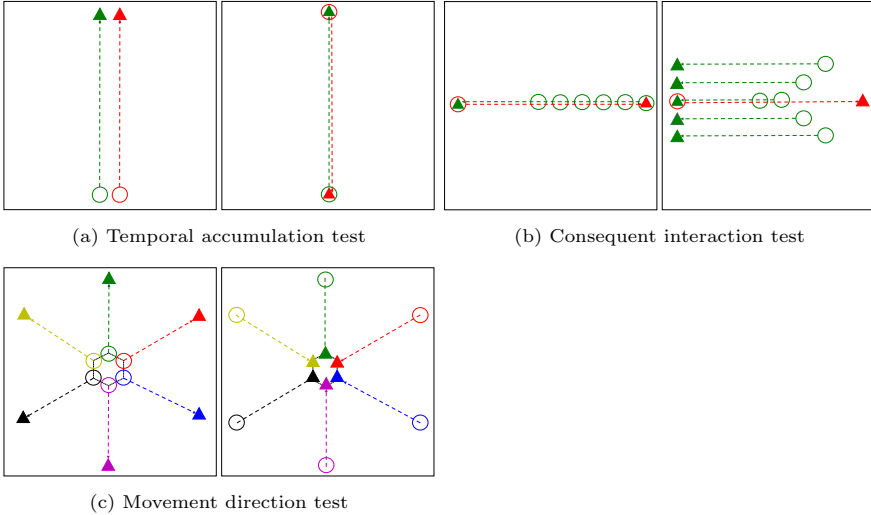 (a) Temporal accumulation test
(b) Consequent interaction test
(c) Movement direction test